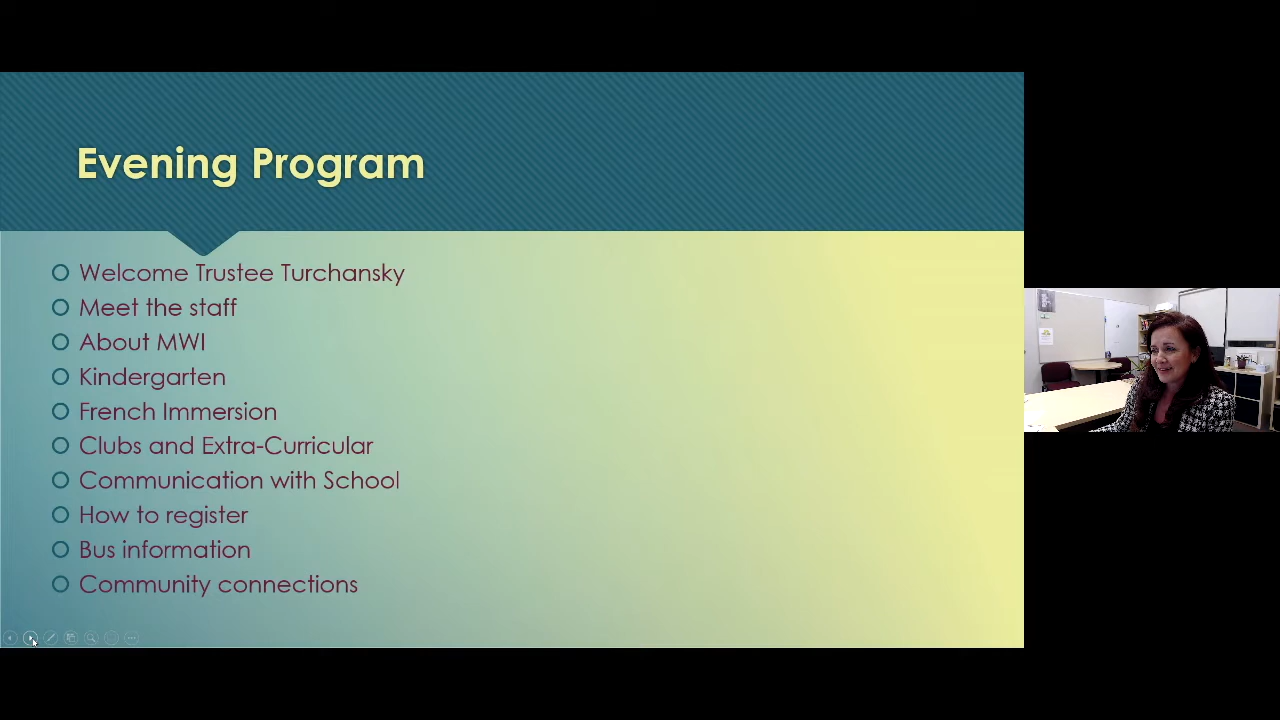 Evening Program
Welcome Trustee Turchansky
Meet the staff
About MWI
Kindergarten
French Immersion
Clubs and Extra-Curricular
Communication with School
How to register
Bus information
Community connections